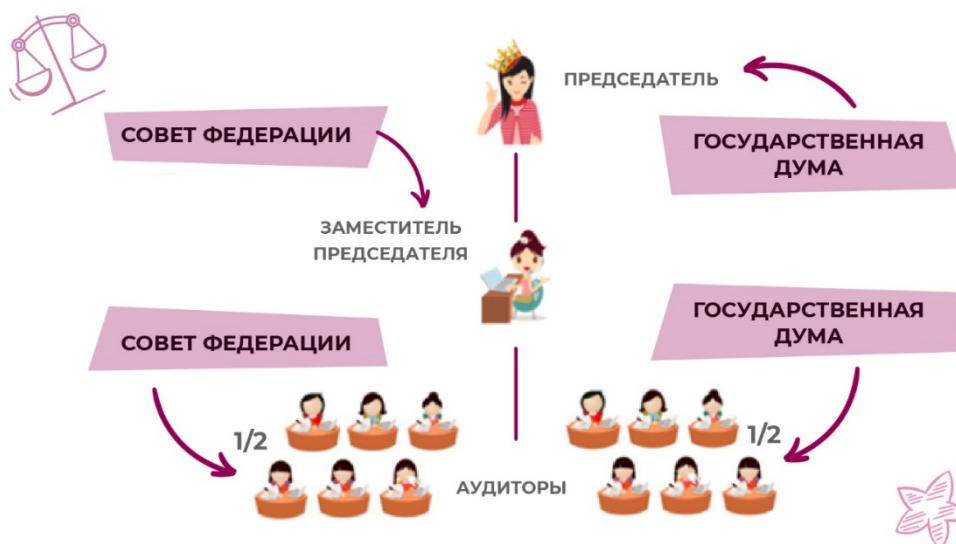 ПРЕДСЕДАТЕЛЬ
СОВЕТ ФЕДЕРАЦИИ
ГОСУДАРСТВЕННАЯ
ДУМА
ЗАМЕСТИТЕЛЬ
ПРЕДСЕДАТЕЛЯ
СОВЕТ ФЕДЕРАЦИИ
ГОСУДАРСТВЕННАЯ
ДУМА
1/2
1/2
АУДИТОРЫ